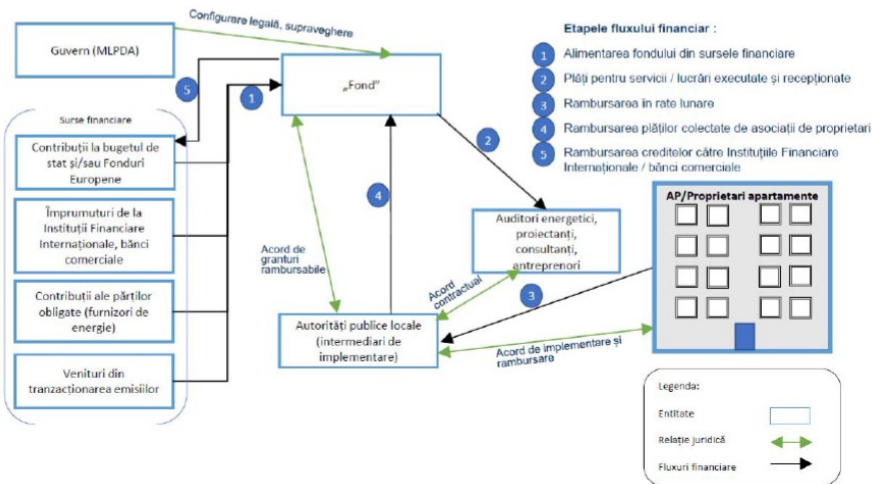 Configurare legală, supraveghere
Guvern (MLPDA)
„Fond”
Etapele fluxului financiar :
1 Alimentarea fondului din sursele financiare
2 Plăți pentru servicii / lucrări executate și recepționate
3 Rambursarea în rate lunare
4 Rambursarea plăților colectate de asociații de proprietari
5 Rambursarea creditelor către Instituțiile Financiare
Internaționale / bănci comerciale
5
1
2
4
3
Surse financiare
Contribuții la bugetul de
stat și/sau Fonduri
Europene
Împrumuturi de la
Instituții Financiare
Internaționale, bănci
comerciale
Contribuții ale părților
obligate (furnizori de
energie)
Venituri din
tranzacționarea emisiilor
Acord de
granturi
rambursabile
Auditori energetici,
proiectanți,
consultanți,
antreprenori
Acord
contractual
AP/Proprietari apartamente
Autorități publice locale
(intermediari de
implementare)
Acord de implementare și
rambursare
Legenda:
Entitate
Relație juridică
Fluxuri financiare